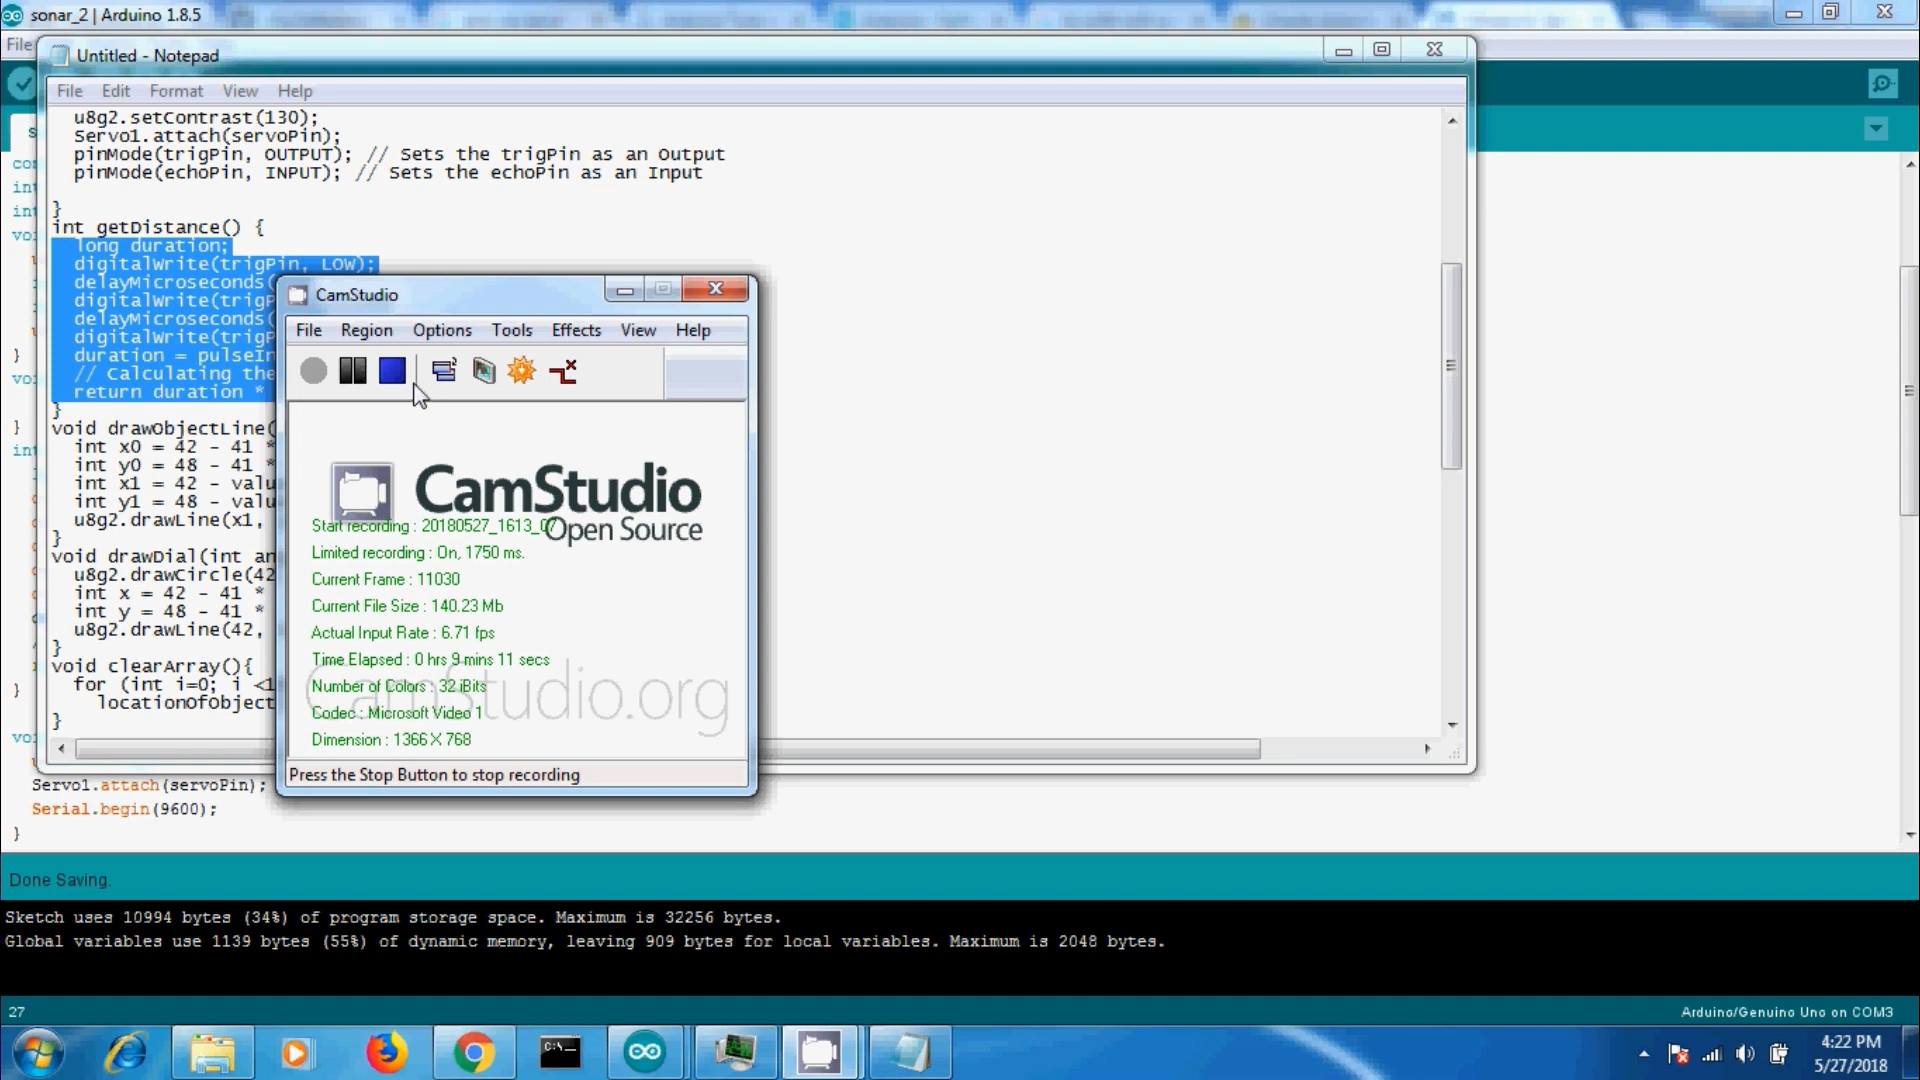 sonar_2 | Arduino 1.8.5
File
Untitled - Notepad
File Edit Format View Help
u8g2.setContrast(130);
Servo1.attach(servoPin);
pinMode(trigPin, OUTPUT); // Sets the trigPin as an Output
pinMode(echoPin, INPUT); // Sets the echoPin as an Input
}
int getDistance() {
long duration;
digitalWrite(trigPin, LOW);
delayMicroseconds(
digitalWrite(trigP
delayMicroseconds(
digitalWrite(trigP
duration = pulseIn
// Calculating the
return duration *
}
void drawObjectLine(
int x0 = 42 - 41 *
int y0 = 48 - 41 *
int x1 = 42 - valu
int y1 = 48 - valu
u8g2.drawLine(x1,
}
void drawDial(int an
u8g2.drawCircle(42
int x = 42 - 41 *
int y = 48 - 41 *
u8g2.drawLine(42,
}
void clearArray(){
for (int i=0; i <1
locationOfObject
}
CamStudio
File Region Options Tools Effects View Help
CamStudio
Open Source
Start recording : 20180527_1613_07
Limited recording : On, 1750 ms.
Current Frame : 11030
Current File Size : 140.23 Mb
Actual Input Rate : 6.71 fps
Time Elapsed : 0 hrs 9 mins 11 secs
CamStudio.org
Number of Colors : 32 iBits
Codec : Microsoft Video 1
Dimension : 1366 X 768
Press the Stop Button to stop recording
Servo1.attach(servoPin);
Serial.begin(9600);
}
Done Saving.
Sketch uses 10994 bytes (34%) of program storage space. Maximum is 32256 bytes.
Global variables use 1139 bytes (55%) of dynamic memory, leaving 909 bytes for local variables. Maximum is 2048 bytes.
27
Arduino/Genuino Uno on COM3
C:\_
4:22 PM
5/27/2018